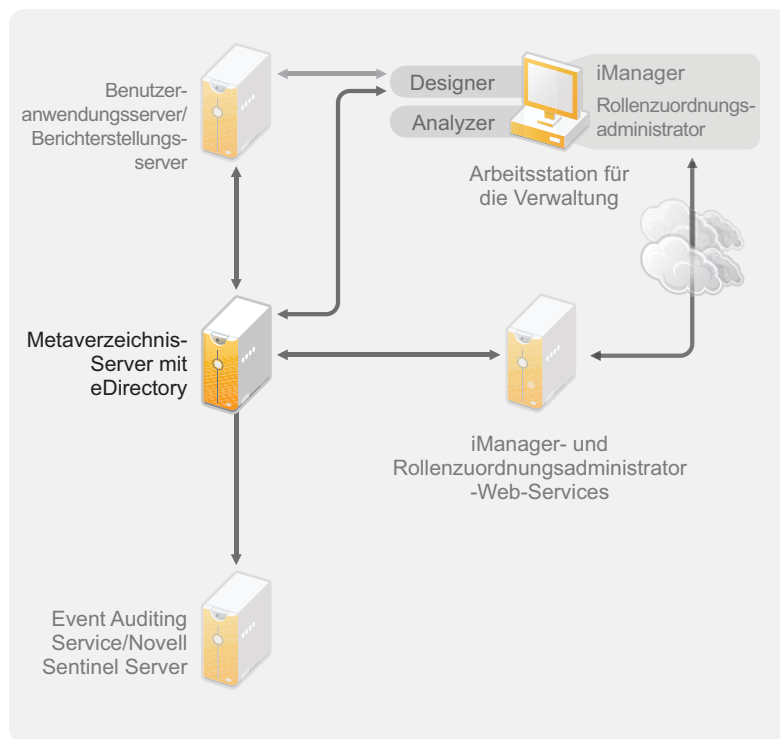 Benutzer-
anwendungsserver/
Berichterstellungs-
server
Designer
Analyzer
iManager
Rollenzuordnungs-
administrator
Arbeitsstation für
die Verwaltung
Metaverzeichnis-
Server mit
eDirectory
iManager- und
Rollenzuordnungsadministrator
-Web-Services
Event Auditing
Service/Novell
Sentinel Server